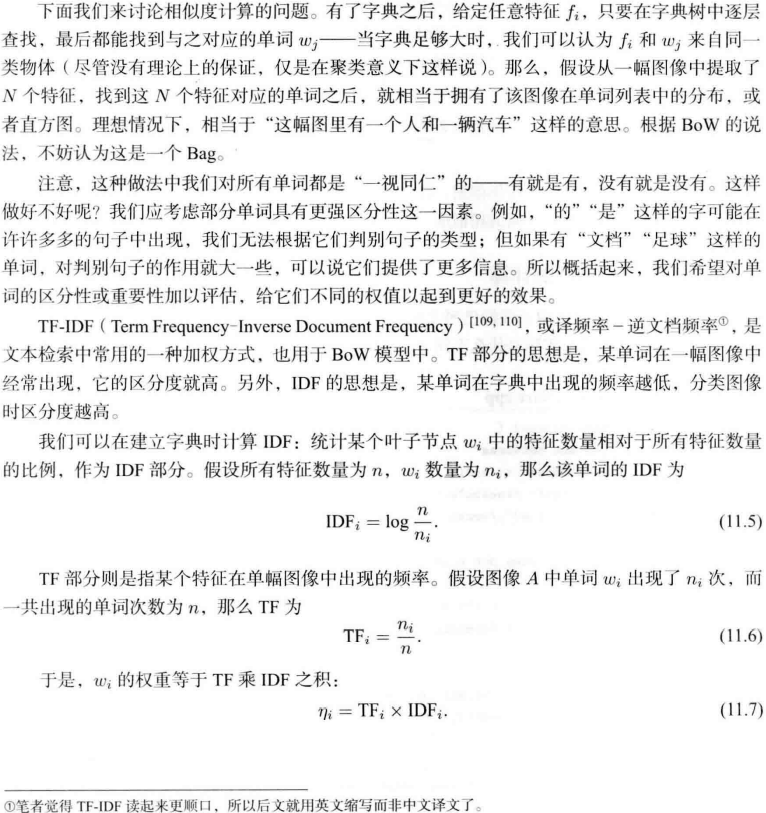 下面我们来讨论相似度计算的问题。有了字典之后，给定任意特征 fi，只要在字典树中逐层
查找，最后都能找到与之对应的单词 wj——当字典足够大时，我们可以认为 fi 和 wj 来自同一
类物体（尽管没有理论上的保证，仅是在聚类意义下这样说）。那么，假设从一幅图像中提取了
N 个特征，找到这 N 个特征对应的单词之后，就相当于拥有了该图像在单词列表中的分布，或
者直方图。理想情况下，相当于“这幅图里有一个人和一辆汽车”这样的意思。根据 BoW 的说
法，不妨认为这是一个 Bag。
注意，这种做法中我们对所有单词都是“一视同仁”的——有就是有，没有就是没有。这样
做好不好呢？我们应考虑部分单词具有更强区分性这一因素。例如，“的”“是”这样的字可能在
许许多多的句子中出现，我们无法根据它们判别句子的类型；但如果有“文档”“足球”这样的
单词，对判别句子的作用就大一些，可以说它们提供了更多信息。所以概括起来，我们希望对单
词的区分性或重要性加以评估，给它们不同的权值以起到更好的效果。
TF-IDF（Term Frequency-Inverse Document Frequency）[109, 110]，或译频率－逆文档频率①，是
文本检索中常用的一种加权方式，也用于 BoW 模型中。TF 部分的思想是，某单词在一幅图像中
经常出现，它的区分度就高。另外，IDF 的思想是，某单词在字典中出现的频率越低，分类图像
时区分度越高。
我们可以在建立字典时计算 IDF：统计某个叶子节点 wi 中的特征数量相对于所有特征数量
的比例，作为 IDF 部分。假设所有特征数量为 n，wi 数量为 ni，那么该单词的 IDF 为
IDFi = log n/ni. (11.5)
TF 部分则是指某个特征在单幅图像中出现的频率。假设图像 A 中单词 wi 出现了 ni 次，而
一共出现的单词次数为 n，那么 TF 为
TFi = ni/n. (11.6)
于是，wi 的权重等于 TF 乘 IDF 之积：
ηi = TFi × IDFi. (11.7)
①笔者觉得 TF-IDF 读起来更顺口，所以后文就用英文缩写而非中文译文了。